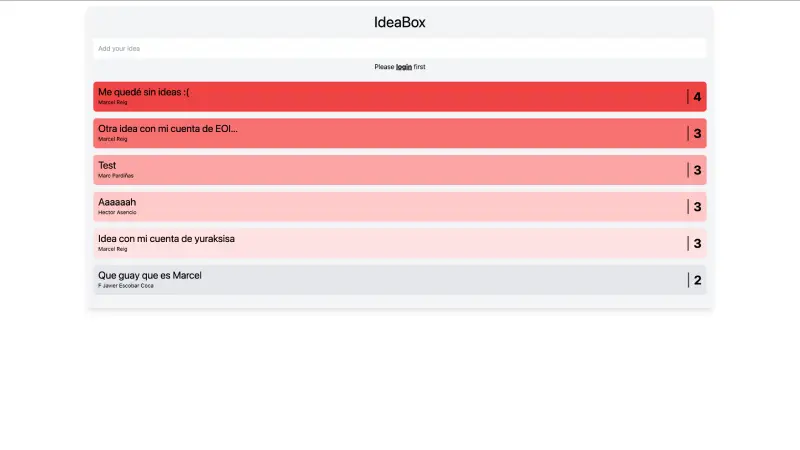 IdeaBox
Add your idea
Please login first
Me quedé sin ideas :(
Marcel Reig
4
Otra idea con mi cuenta de EOI...
Marcel Reig
3
Test
Marc Pardiñas
3
Aaaaaah
Hector Asencio
3
Idea con mi cuenta de yuraksisa
Marcel Reig
3
Que guay que es Marcel
F Javier Escobar Coca
2